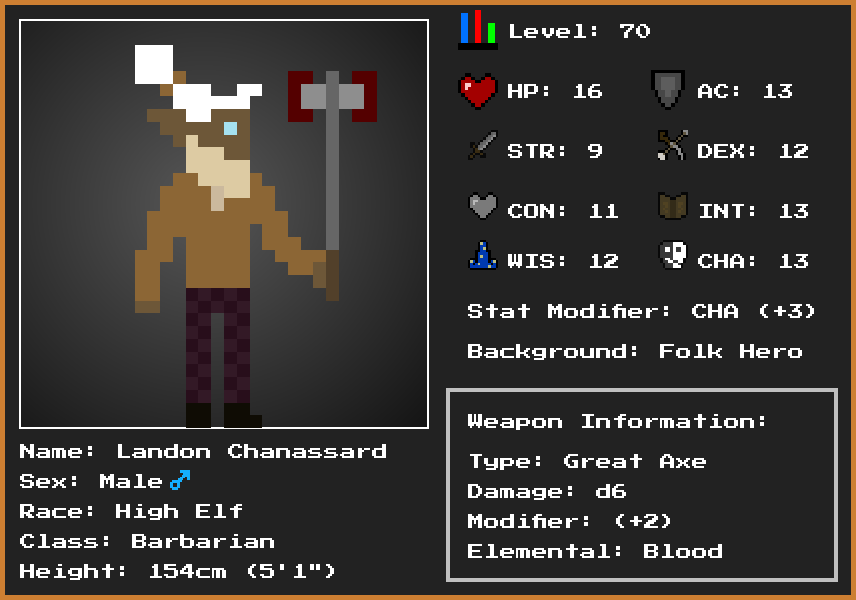 Level: 70
HP: 16 AC: 13
STR: 9 DEX: 12
CON: 11 INT: 13
WIS: 12 CHA: 13
Stat Modifier: CHA (+3)
Background: Folk Hero
Name: Landon Chanassard
Sex: Male ♂
Race: High Elf
Class: Barbarian
Height: 154cm (5'1")
Weapon Information:
Type: Great Axe
Damage: d6
Modifier: (+2)
Elemental: Blood